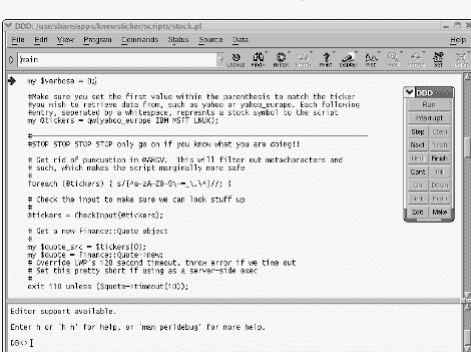 DDD: /usr/share/apps/knewsticker/scripts/stock.pl
File Edit View Program Commands Status Source Data
main
my $verbose = 0;
#Make sure you set the first value within the parenthesis to match the ticker
#you wish to retrieve data from, such as yahoo or yahoo_europe. Each following
#entry, seperated by a whitespace, reprensts a stock symbol to the script
my @tickers = qw(yahoo_europe IBM MSFT LNUX);
#STOP STOP STOP STOP only go on if you know what you are doing!!
# Get rid of puncuation in @ARGV. This will filter out metacharacters and
# such, which makes the script marginally more safe
#
foreach (@tickers) {
# Check the input to make sure we can look stuff up
#
@tickers = CheckInput(@tickers);
# Get a new Finance::Quote object
#
my $quote_src = $tickers[0];
my $quote = Finance::Quote->new;
# Override LWP's 120 second timeout, throw error if we time out
# Set this pretty short if using as a server-side exec
#
exit 110 unless ($quote->timeout(10));
DDD
Run
Interrupt
Step Stepi
Next Nexti
Until Finish
Cont Kill
Up Down
Undo Redo
Edit Make
Editor support available.
Enter h or `h h' for help, or `man perldebug' for more help.
DB<>